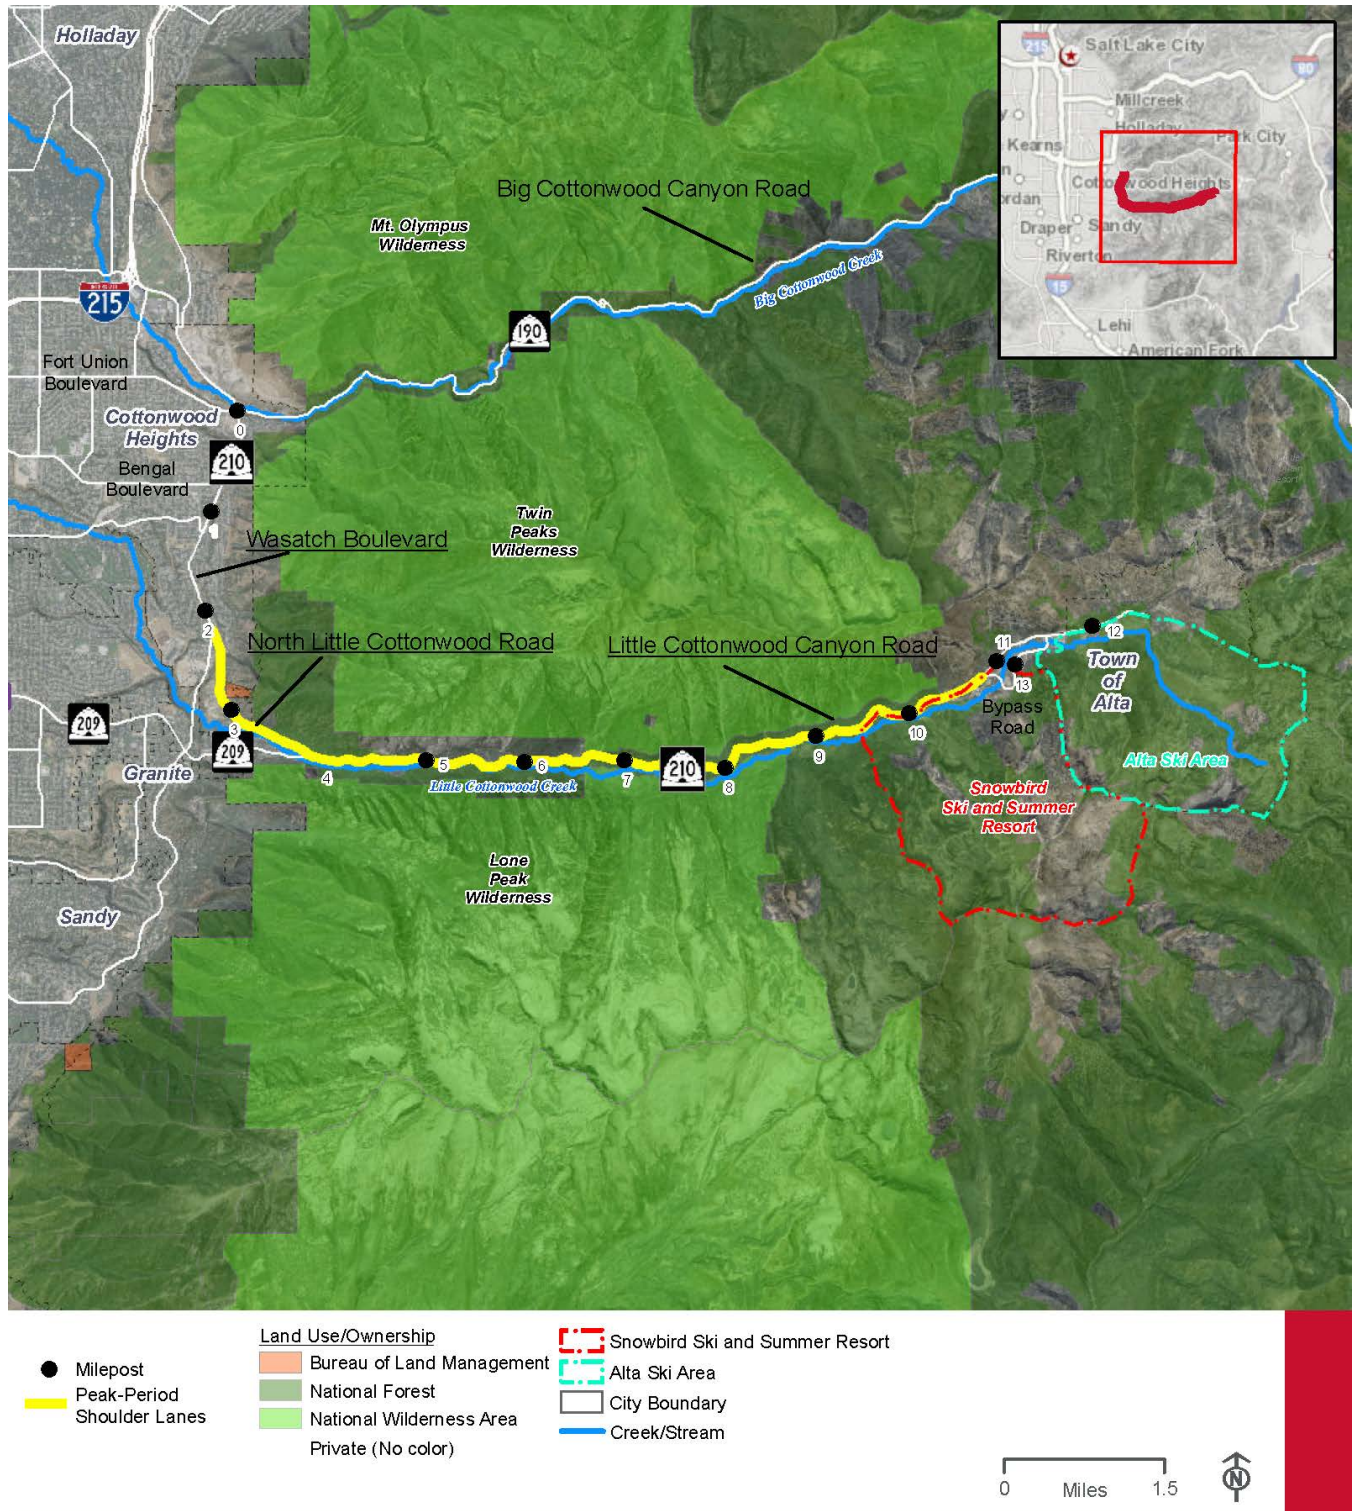 Holladay
215
Salt Lake City
80
Millcreek
Holladay
Park City
Kearns
Cottonwood Heights
Draper
Sandy
Riverton
15
Lehi
American Fork
Big Cottonwood Canyon Road
Mt. Olympus
Wilderness
Big Cottonwood Creek
215
190
Fort Union
Boulevard
Cottonwood
Heights
0
210
Bengal
Boulevard
1
Twin
Peaks
Wilderness
Wasatch Boulevard
2
North Little Cottonwood Road
Little Cottonwood Canyon Road
11
12
Town
of
Alta
13
Bypass
Road
209
3
209
10
Granite
4
5
6
7
210
8
9
Little Cottonwood Creek
Alta Ski Area
Snowbird
Ski and Summer
Resort
Lone
Peak
Wilderness
Sandy
Milepost
Peak-Period
Shoulder Lanes
Land Use/Ownership
Bureau of Land Management
National Forest
National Wilderness Area
Private (No color)
Snowbird Ski and Summer Resort
Alta Ski Area
City Boundary
Creek/Stream
0 Miles 1.5
N